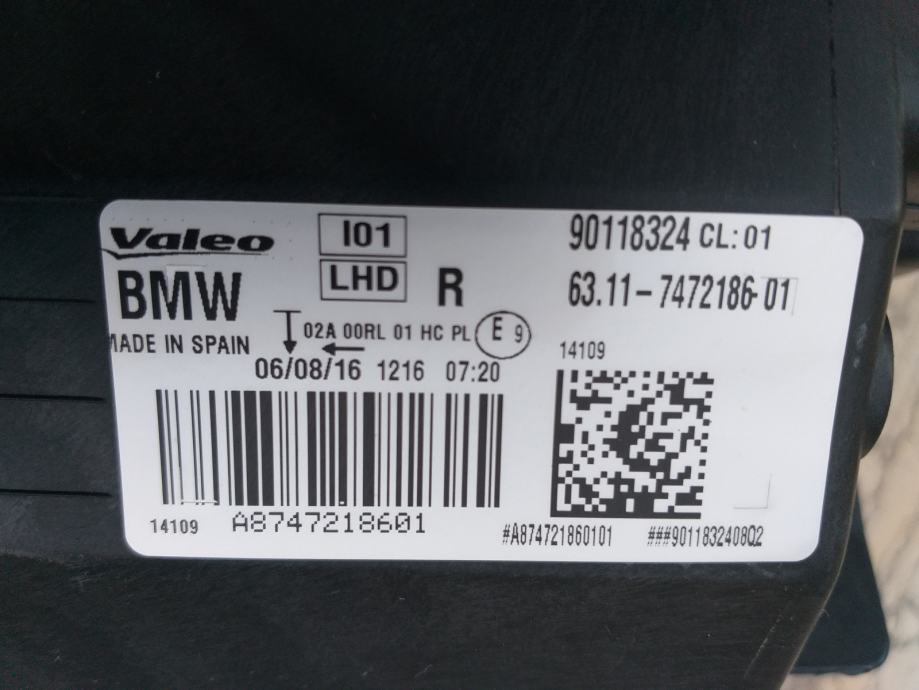 Valeo I01 90118324 CL: 01
BMW LHD R 63.11-7472186-01
MADE IN SPAIN 02A 00RL 01 HC PL E 9
06/08/16 1216 07:20
14109
14109 A8747218601
#A874721860101 ###9011832408Q2